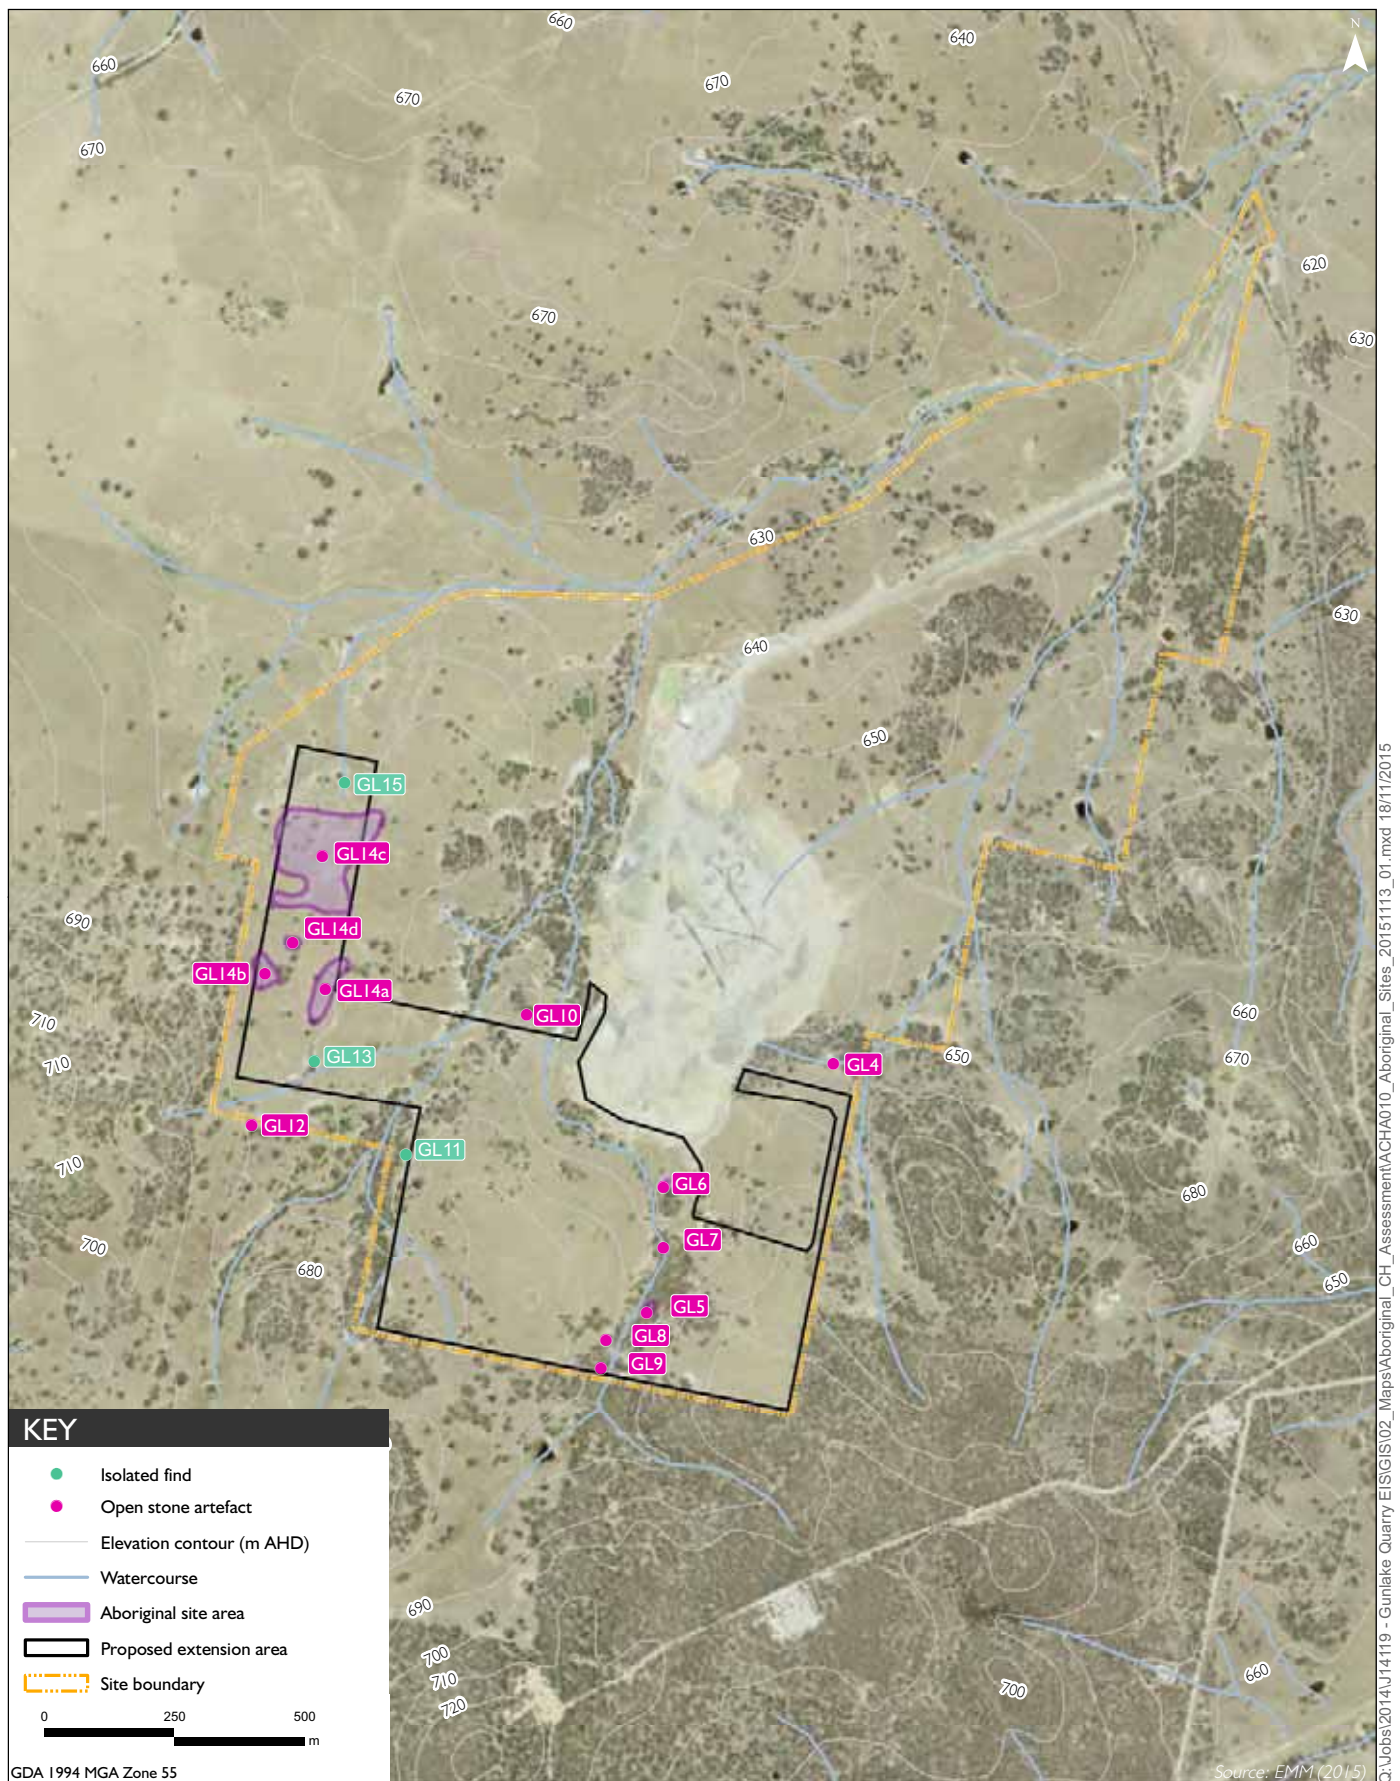 N
660
640
660
670
670
670
620
670
630
630
630
640
650
GL15
GL14c
690
GL14d
GL14b
GL14a
710
GL10
660
GL13
650
670
710
GL4
GL12
GL11
710
GL6
680
GL7
700
660
680
650
GL5
GL8
GL9
KEY
Isolated find
Open stone artefact
Elevation contour (m AHD)
Watercourse
Aboriginal site area
Proposed extension area
Site boundary
0 250 500
m
GDA 1994 MGA Zone 55
690
700
710
720
700
660
Source: EMM (2015)
Q:\Jobs\2014\J14119 - Gunlake Quarry EIS\GIS\02_Maps\Aboriginal_CH_Assessment\ACHA010_Aboriginal_Sites_20151113_01.mxd 18/11/2015